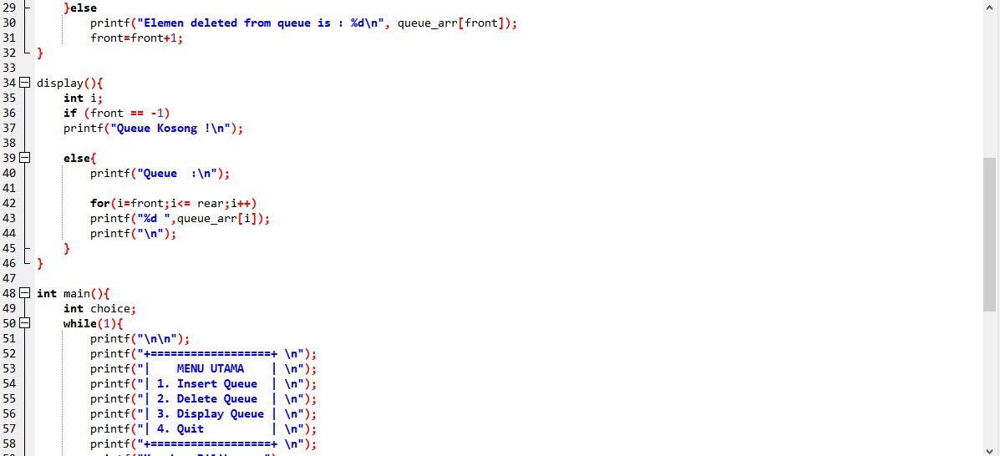 29 }else
30 printf("Elemen deleted from queue is : %d\n", queue_arr[front]);
31 front=front+1;
32 }
33
34 display(){
35 int i;
36 if (front == -1)
37 printf("Queue Kosong !\n");
38
39 else{
40 printf("Queue  :\n");
41
42 for(i=front;i<= rear;i++)
43 printf("%d ",queue_arr[i]);
44 printf("\n");
45 }
46 }
47
48 int main(){
49 int choice;
50 while(1){
51 printf("\n\n");
52 printf("+==================+ \n");
53 printf("|    MENU UTAMA    | \n");
54 printf("| 1. Insert Queue  | \n");
55 printf("| 2. Delete Queue  | \n");
56 printf("| 3. Display Queue | \n");
57 printf("| 4. Quit          | \n");
58 printf("+==================+ \n");